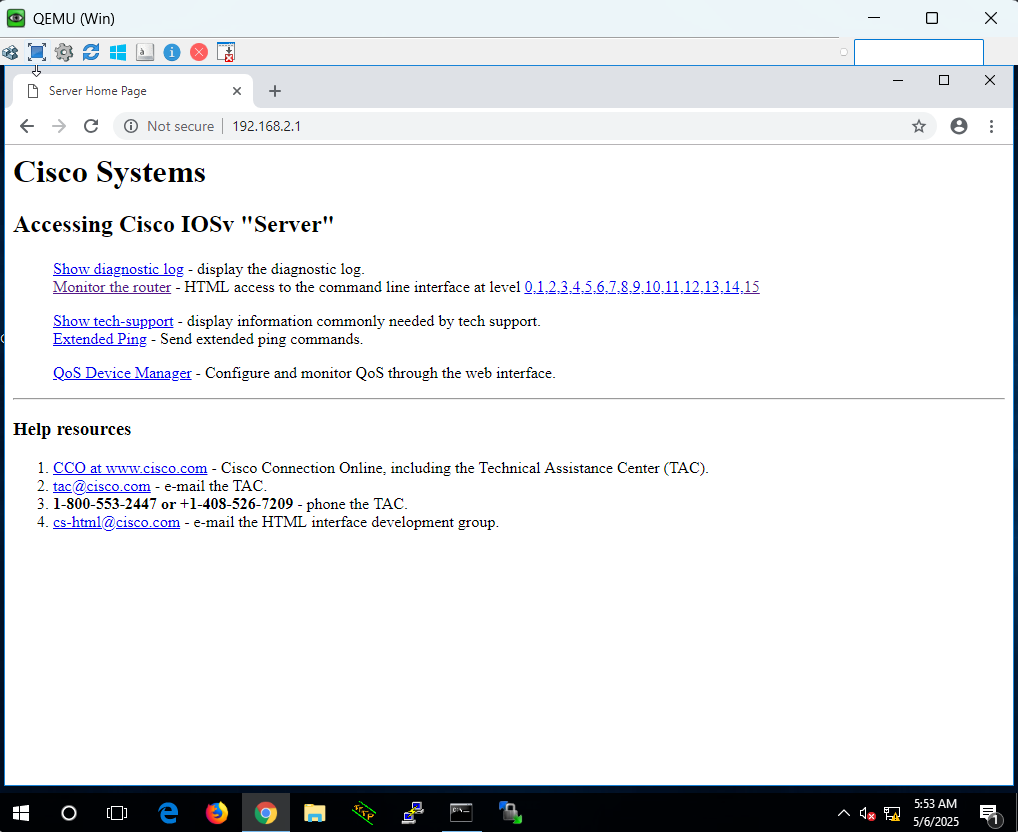 QEMU (Win)
Server Home Page
Not secure
192.168.2.1
Cisco Systems
Accessing Cisco IOSv "Server"
Show diagnostic log - display the diagnostic log.
Monitor the router - HTML access to the command line interface at level 0,1,2,3,4,5,6,7,8,9,10,11,12,13,14,15
Show tech-support - display information commonly needed by tech support.
Extended Ping - Send extended ping commands.
QoS Device Manager - Configure and monitor QoS through the web interface.
Help resources
1. CCO at www.cisco.com - Cisco Connection Online, including the Technical Assistance Center (TAC).
2. tac@cisco.com - e-mail the TAC.
3. 1-800-553-2447 or +1-408-526-7209 - phone the TAC.
4. cs-html@cisco.com - e-mail the HTML interface development group.
5:53 AM
5/6/2025
1